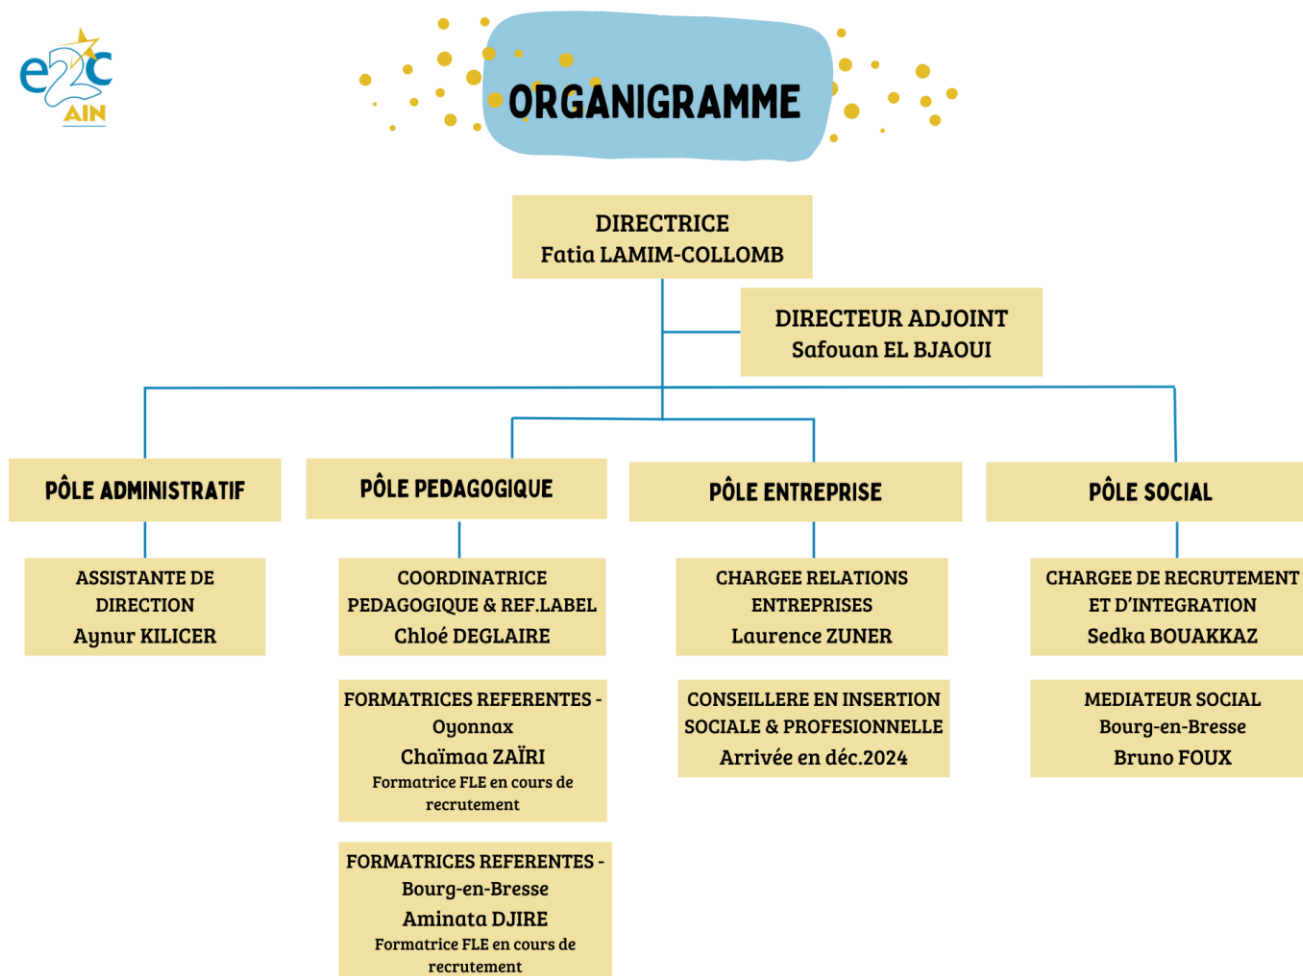 e2c
AIN
ORGANIGRAMME
DIRECTRICE
Fatia LAMIM-COLLOMB
DIRECTEUR ADJOINT
Safouan EL BJAOUI
PÔLE ADMINISTRATIF
ASSISTANTE DE
DIRECTION
Aynur KILICER
PÔLE PEDAGOGIQUE
COORDINATRICE
PEDAGOGIQUE & REF.LABEL
Chloé DEGLAIRE
FORMATRICES REFERENTES -
Oyonnax
Chaïmaa ZAÏRI
Formatrice FLE en cours de
recrutement
FORMATRICES REFERENTES -
Bourg-en-Bresse
Aminata DJIRE
Formatrice FLE en cours de
recrutement
PÔLE ENTREPRISE
CHARGEE RELATIONS
ENTREPRISES
Laurence ZUNER
CONSEILLERE EN INSERTION
SOCIALE & PROFESIONNELLE
Arrivée en déc.2024
PÔLE SOCIAL
CHARGEE DE RECRUTEMENT
ET D'INTEGRATION
Sedka BOUAKKAZ
MEDIATEUR SOCIAL
Bourg-en-Bresse
Bruno FOUX